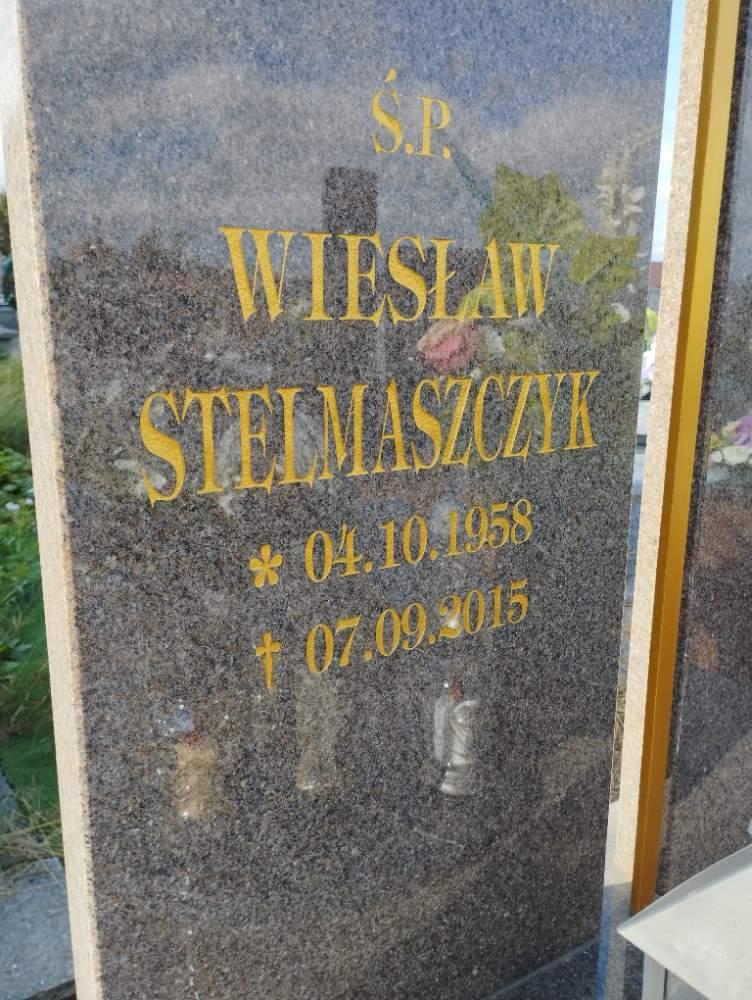 Ś.P.
WIESŁAW
STELMASZCZYK
* 04.10.1958
† 07.09.2015